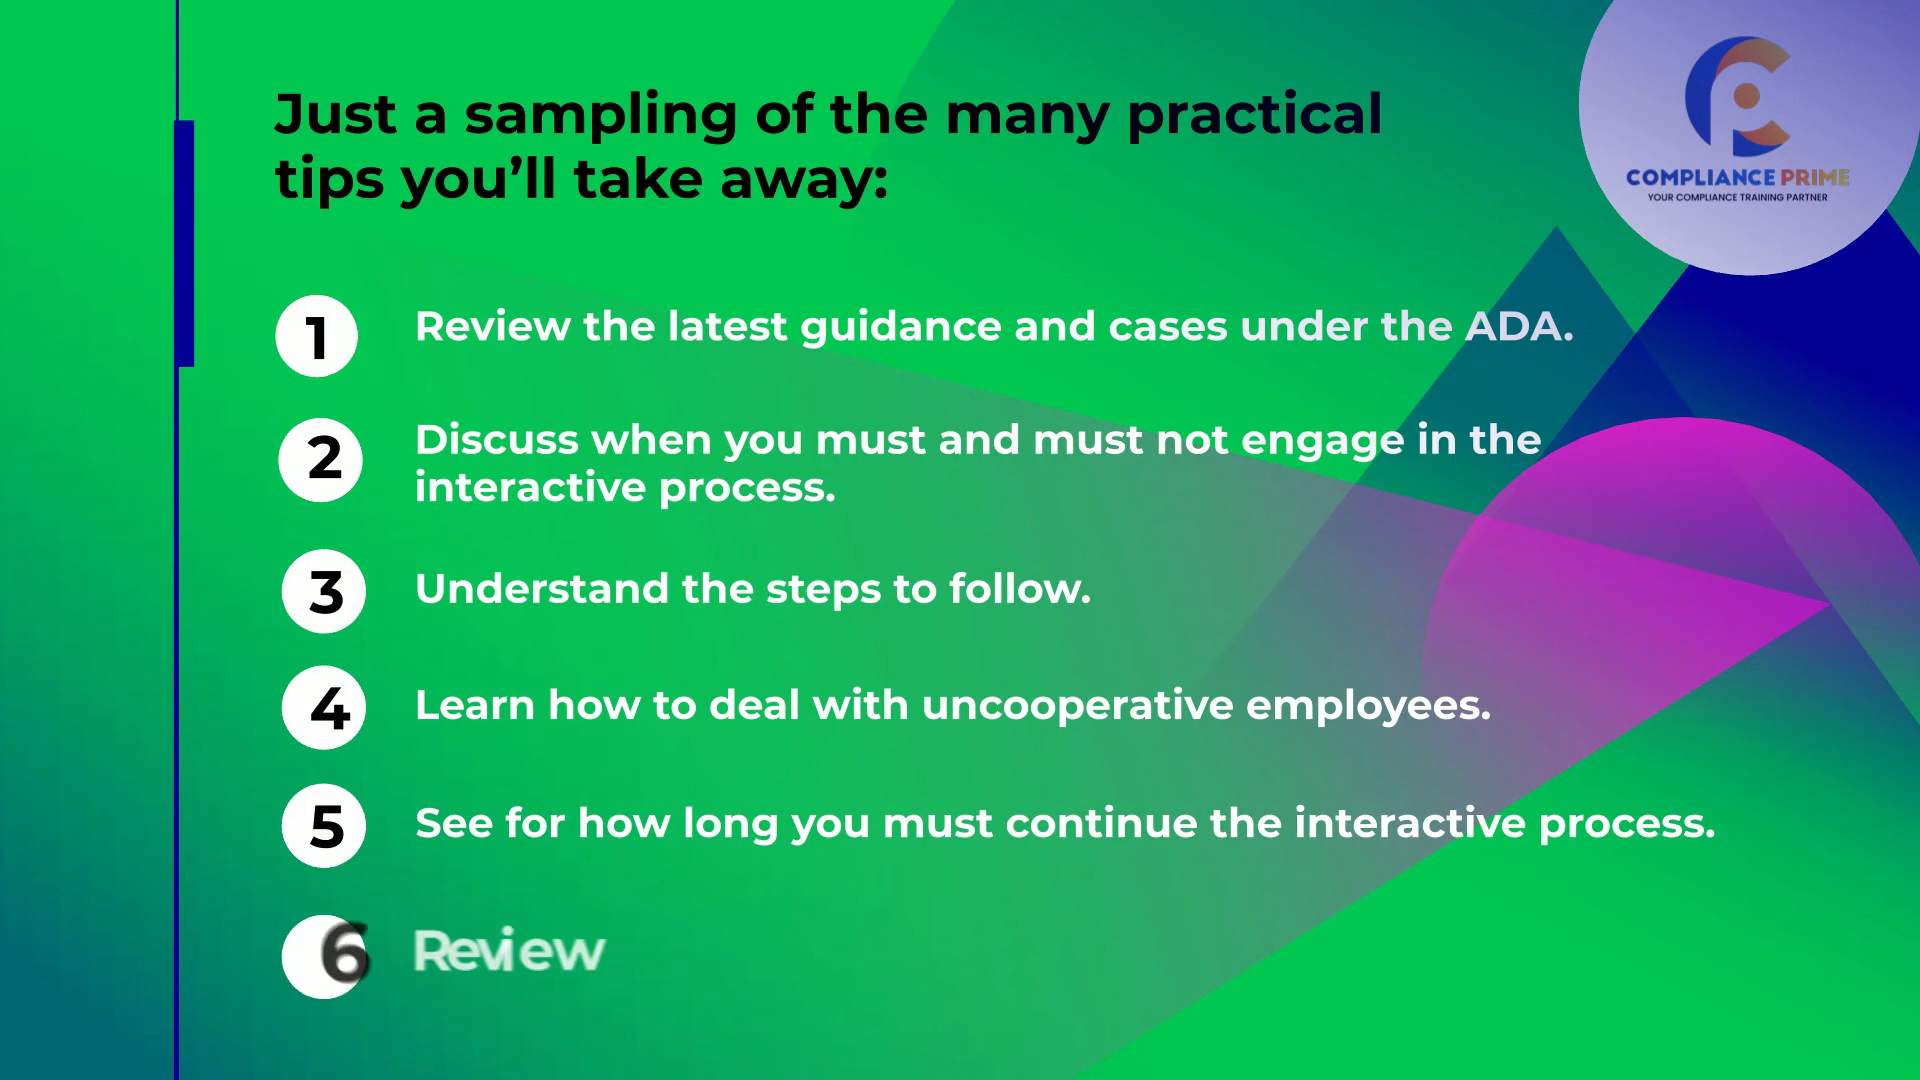 Just a sampling of the many practical
tips you’ll take away:
COMPLIANCE PRIME
YOUR COMPLIANCE TRAINING PARTNER
1
Review the latest guidance and cases under the ADA.
2
Discuss when you must and must not engage in the
interactive process.
3
Understand the steps to follow.
4
Learn how to deal with uncooperative employees.
5
See for how long you must continue the interactive process.
6
Review